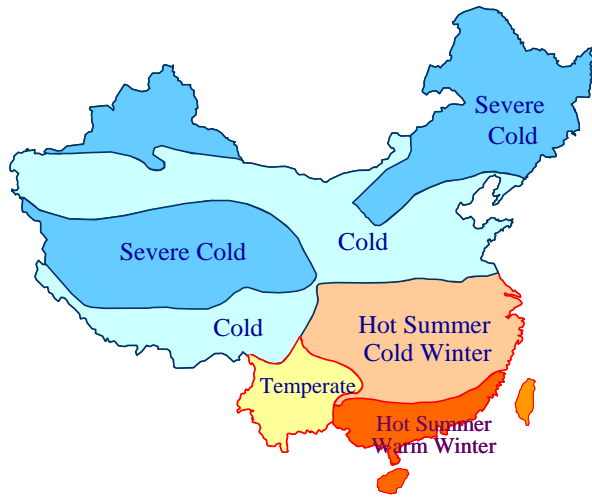 Severe
Cold
Severe Cold
Cold
Cold
Hot Summer
Cold Winter
Temperate
Hot Summer
Warm Winter